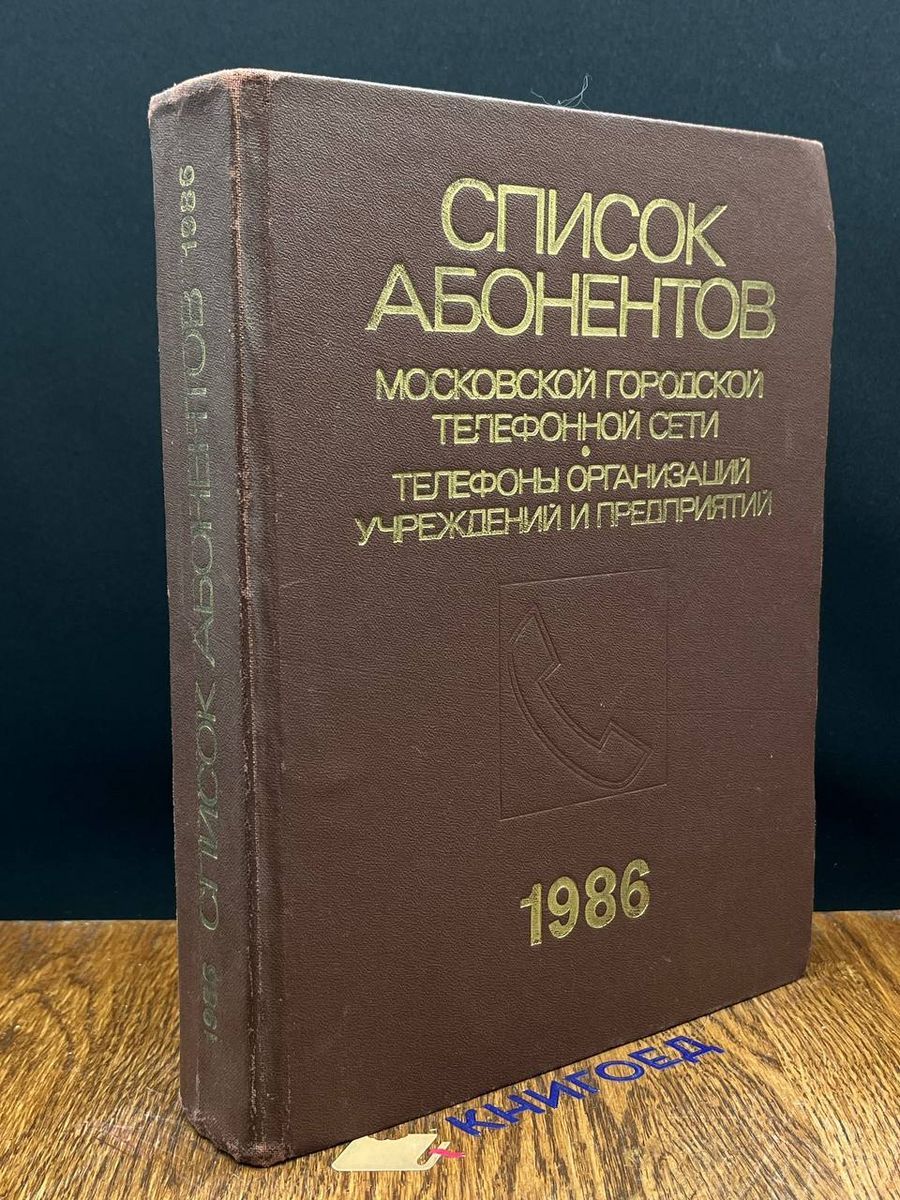 СПИСОК
АБОНЕНТОВ
МОСКОВСКОЙ ГОРОДСКОЙ
ТЕЛЕФОННОЙ СЕТИ
•
ТЕЛЕФОНЫ ОРГАНИЗАЦИЙ
УЧРЕЖДЕНИЙ И ПРЕДПРИЯТИЙ
1986
1986 СПИСОК АБОНЕНТОВ 1986
КНИГОЕД